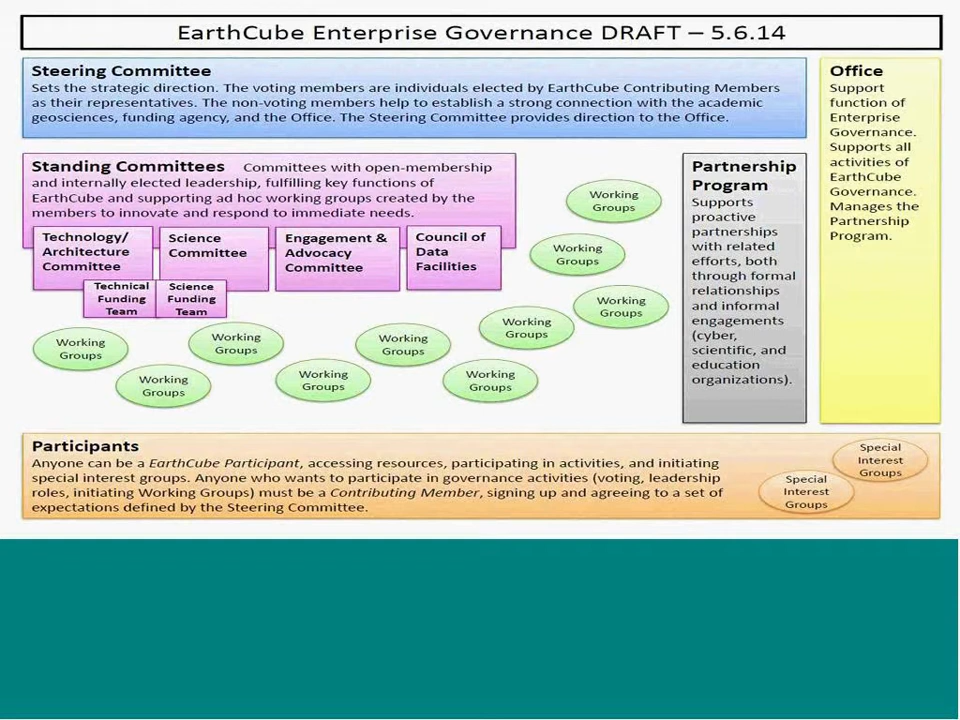 EarthCube Enterprise Governance DRAFT – 5.6.14
Steering Committee
Sets the strategic direction. The voting members are individuals elected by EarthCube Contributing Members
as their representatives. The non-voting members help to establish a strong connection with the academic
geosciences, funding agency, and the Office. The Steering Committee provides direction to the Office.
Office
Support
function of
Enterprise
Governance.
Supports all
activities of
EarthCube
Governance.
Manages the
Partnership
Program.
Standing Committees Committees with open-membership
and internally elected leadership, fulfilling key functions of
EarthCube and supporting ad hoc working groups created by the
members to innovate and respond to immediate needs.
Technology/
Architecture
Committee
Science
Committee
Engagement &
Advocacy
Committee
Council of
Data
Facilities
Technical
Funding
Team
Science
Funding
Team
Working
Groups
Working
Groups
Working
Groups
Working
Groups
Working
Groups
Working
Groups
Working
Groups
Working
Groups
Working
Groups
Working
Groups
Partnership
Program
Supports
proactive
partnerships
with related
efforts, both
through formal
relationships
and informal
engagements
(cyber,
scientific, and
education
organizations).
Participants
Anyone can be a EarthCube Participant, accessing resources, participating in activities, and initiating
special interest groups. Anyone who wants to participate in governance activities (voting, leadership
roles, initiating Working Groups) must be a Contributing Member, signing up and agreeing to a set of
expectations defined by the Steering Committee.
Special
Interest
Groups
Special
Interest
Groups